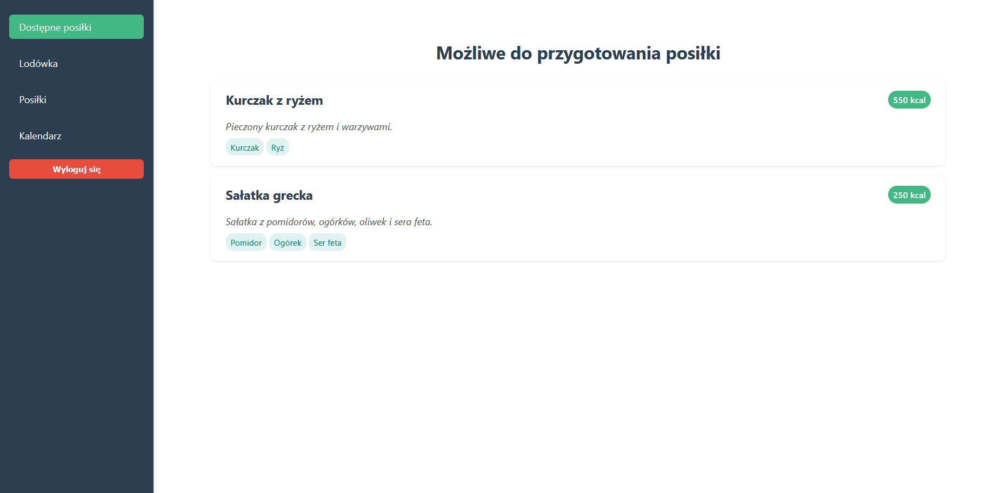 Dostępne posiłki
Lodówka
Posiłki
Kalendarz
Wyloguj się
Możliwe do przygotowania posiłki
Kurczak z ryżem
550 kcal
Pieczony kurczak z ryżem i warzywami.
Kurczak Ryż
Sałatka grecka
250 kcal
Sałatka z pomidorów, ogórków, oliwek i sera feta.
Pomidor Ogórek Ser feta